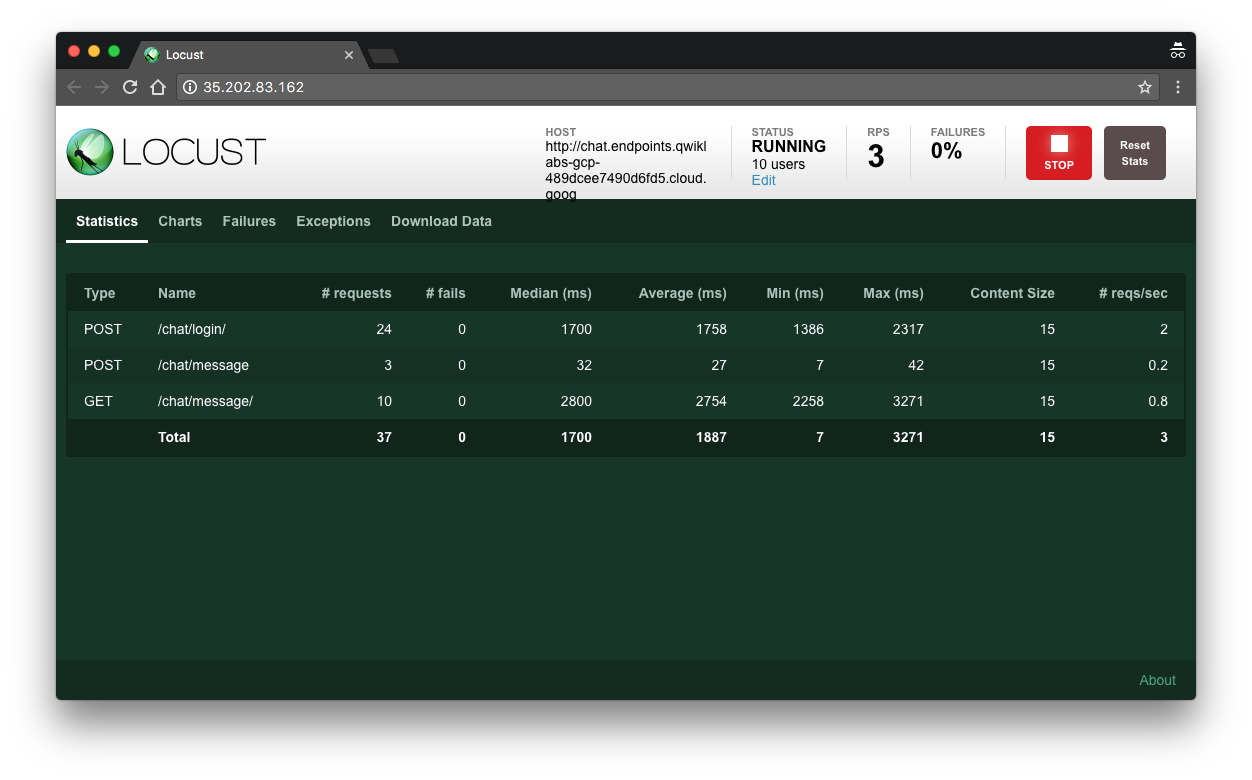 Locust
35.202.83.162
LOCUST
HOST
http://chat.endpoints.qwikl
abs-gcp-
489dcee7490d6fd5.cloud.
goog
STATUS
RUNNING
10 users
Edit
RPS
3
FAILURES
0%
STOP
Reset
Stats
Statistics Charts Failures Exceptions Download Data
Type Name # requests # fails Median (ms) Average (ms) Min (ms) Max (ms) Content Size # reqs/sec
POST /chat/login/ 24 0 1700 1758 1386 2317 15 2
POST /chat/message 3 0 32 27 7 42 15 0.2
GET /chat/message/ 10 0 2800 2754 2258 3271 15 0.8
Total 37 0 1700 1887 7 3271 15 3
About